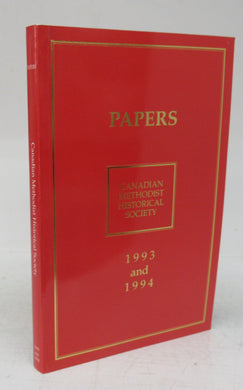 PAPERS
CANADIAN
METHODIST
HISTORICAL
SOCIETY
1993
and
1994
Canadian Methodist Historical Society